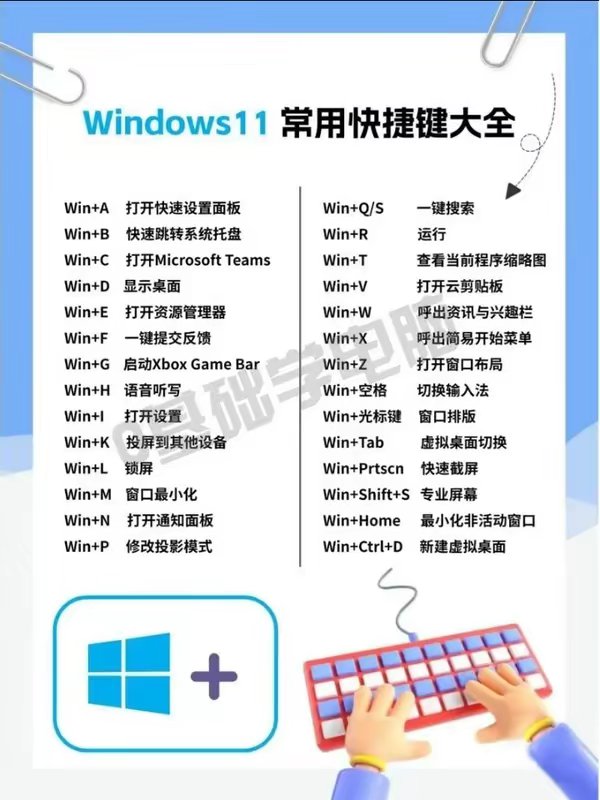 Windows11 常用快捷键大全
Win+A 打开快速设置面板
Win+B 快速跳转系统托盘
Win+C 打开Microsoft Teams
Win+D 显示桌面
Win+E 打开资源管理器
Win+F 一键提交反馈
Win+G 启动Xbox Game Bar
Win+H 语音听写
Win+I 打开设置
Win+K 投屏到其他设备
Win+L 锁屏
Win+M 窗口最小化
Win+N 打开通知面板
Win+P 修改投影模式
Win+Q/S 一键搜索
Win+R 运行
Win+T 查看当前程序缩略图
Win+V 打开云剪贴板
Win+W 呼出资讯与兴趣栏
Win+X 呼出简易开始菜单
Win+Z 打开窗口布局
Win+空格 切换输入法
Win+光标键 窗口排版
Win+Tab 虚拟桌面切换
Win+Prtscn 快速截屏
Win+Shift+S 专业屏幕
Win+Home 最小化非活动窗口
Win+Ctrl+D 新建虚拟桌面
0基础学电脑